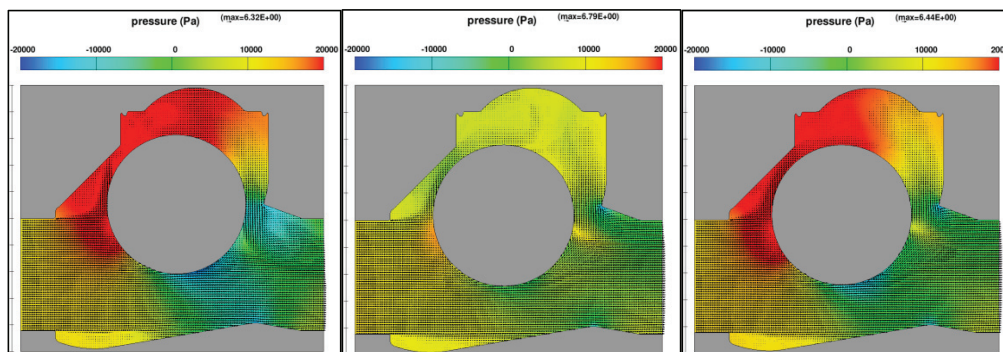 pressure (Pa) (max=6.32E+00)
-20000 -10000 0 10000 20000
pressure (Pa) (max=6.79E+00)
-20000 -10000 0 10000 20000
pressure (Pa) (max=6.44E+00)
-20000 -10000 0 10000 20000